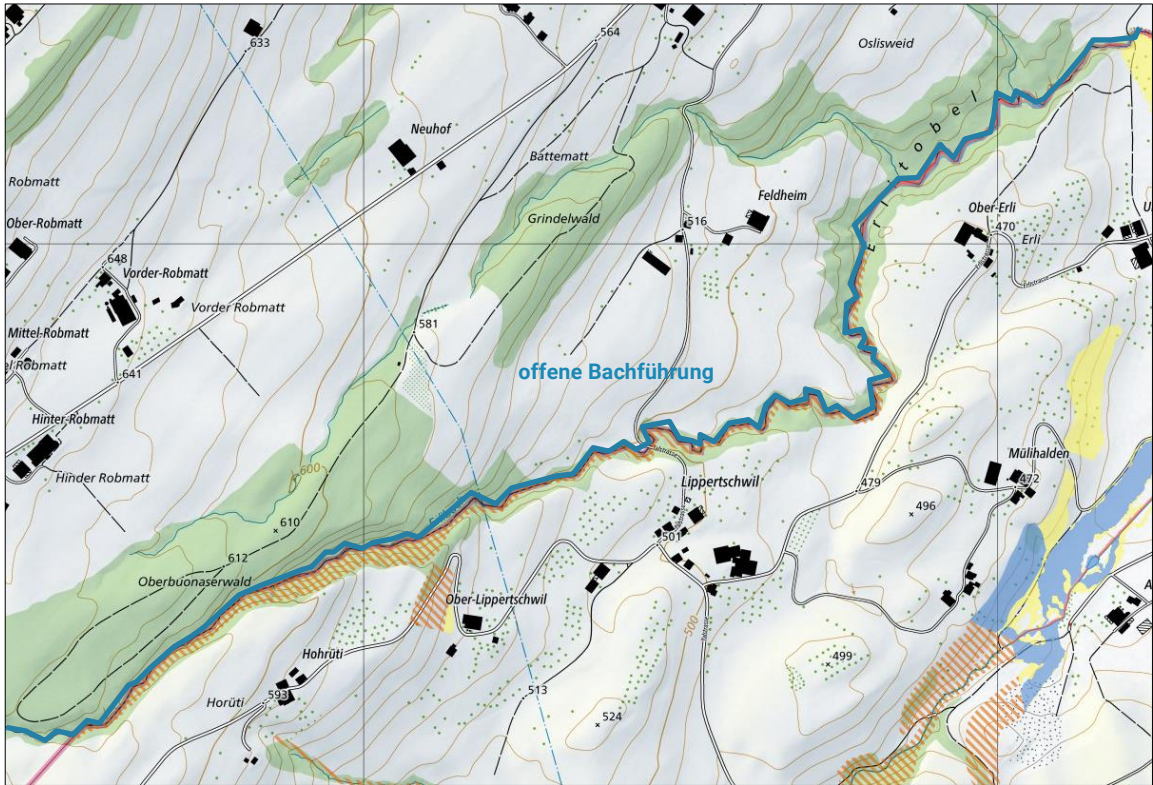 Oslisweid
564
633
Neuhof
Battematt
Erlitobel
Robmatt
Ober-Robmatt
Grindelwald
Feldheim
516
Ober-Erli
470
Erli
648
Vorder-Robmatt
Vorder Robmatt
581
Mittel-Robmatt
el Robmatt
641
offene Bachführung
Hinter-Robmatt
Hinder Robmatt
600
610
612
Oberbuonaserwald
Lippertschwil
501
479
496
Mülihalden
472
Ober-Lippertschwil
500
499
Hohrüti
593
Horüti
513
524